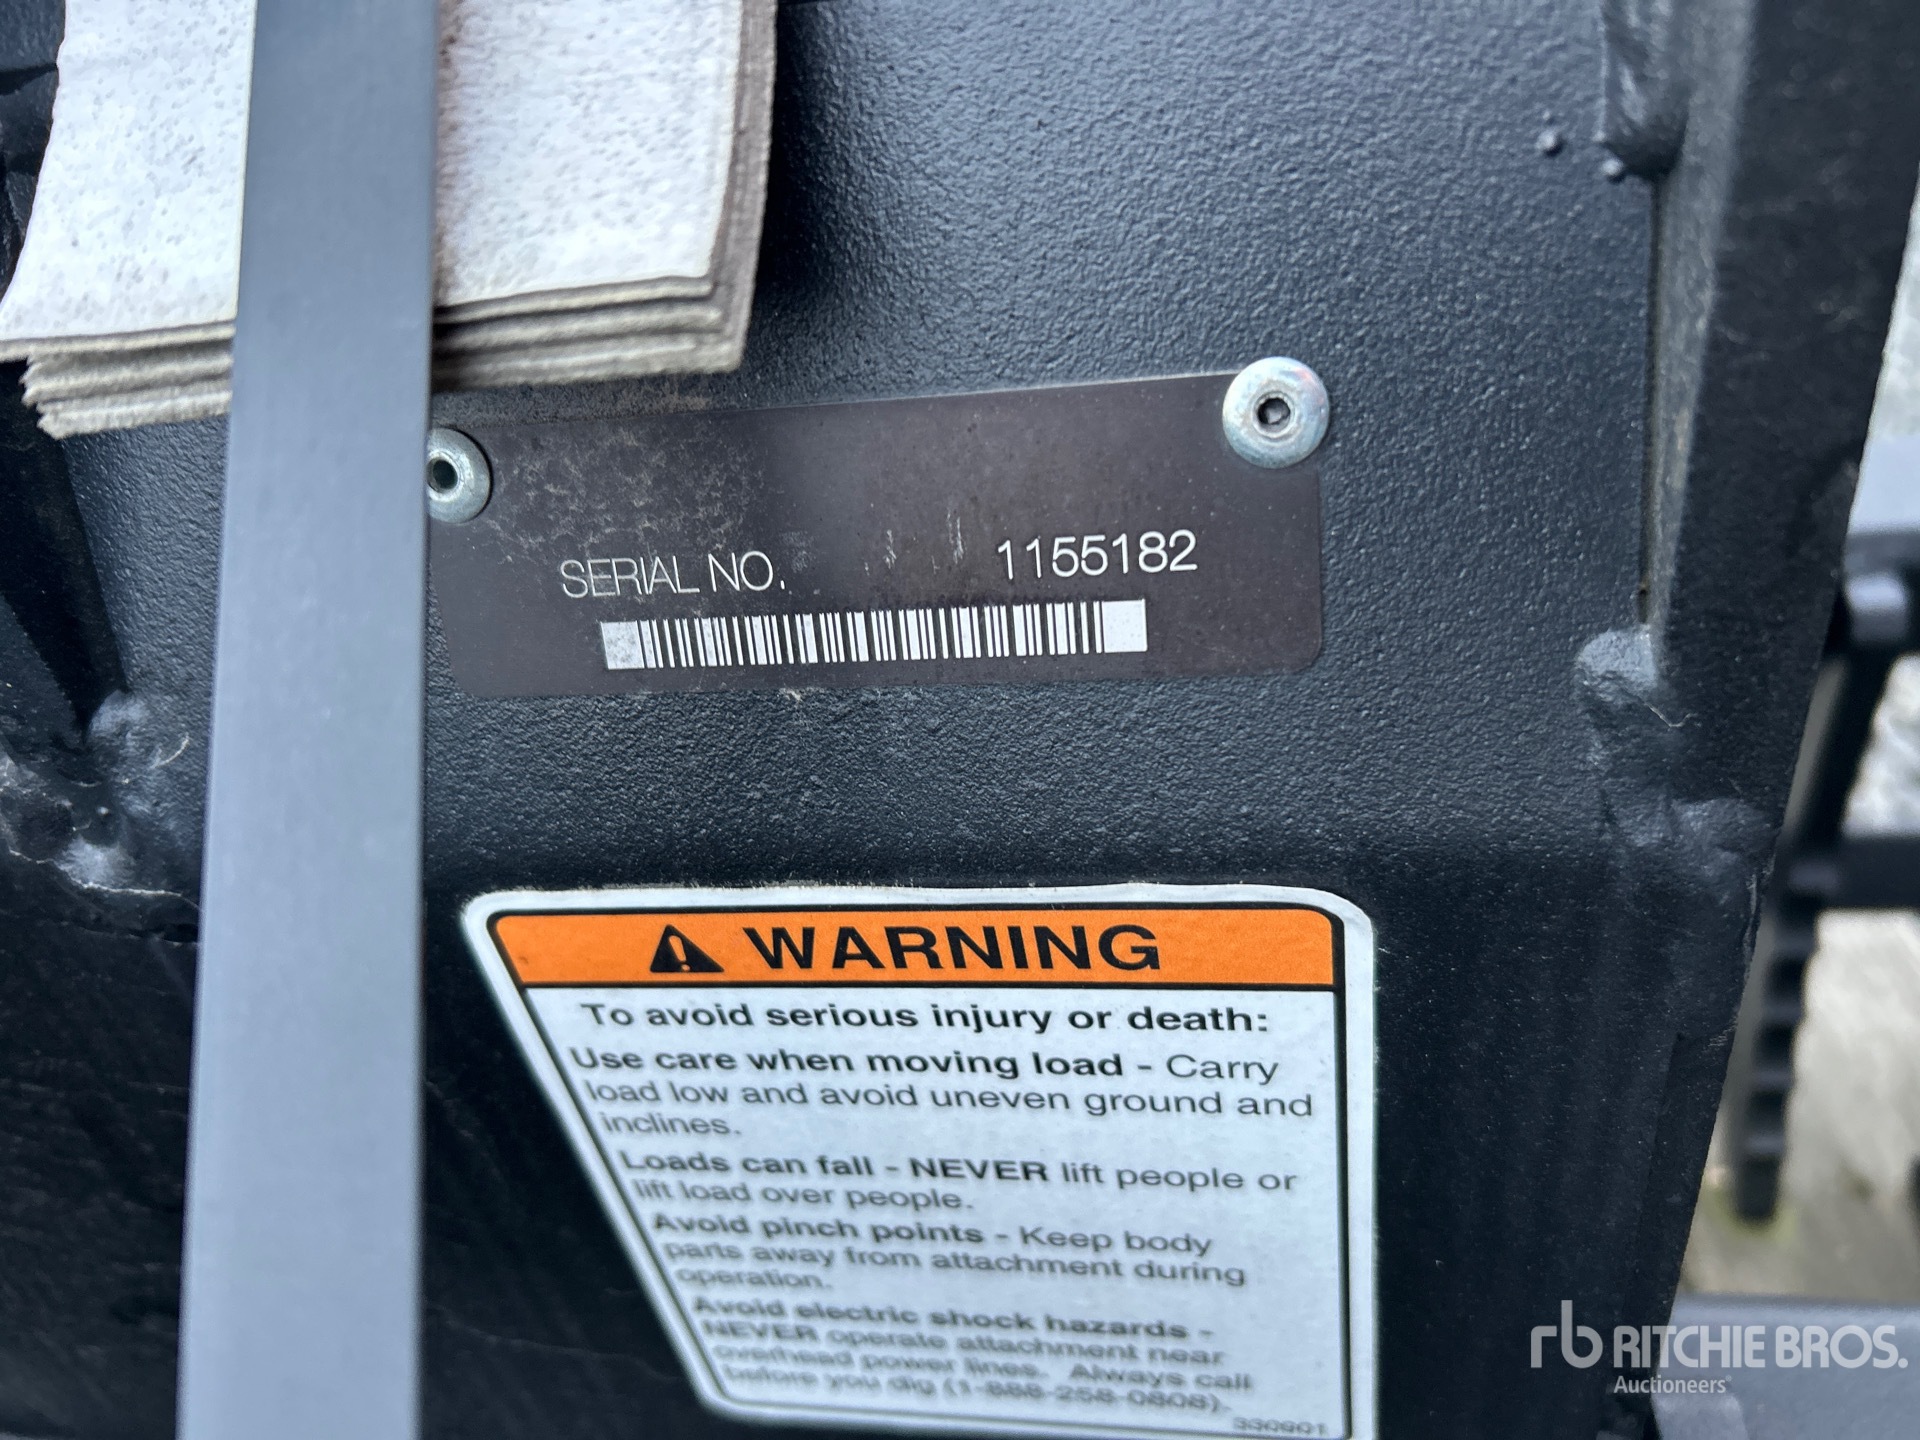 SERIAL NO. 1155182
WARNING
To avoid serious injury or death:
Use care when moving load - Carry
load low and avoid uneven ground and
inclines.
Loads can fall - NEVER lift people or
lift load over people.
Avoid pinch points - Keep body
parts away from attachment during
operation.
Avoid electric shock hazards -
NEVER operate attachment near
overhead power lines. Always call
before you dig (1-888-258-0808).
330901
rb RITCHIE BROS.
Auctioneers